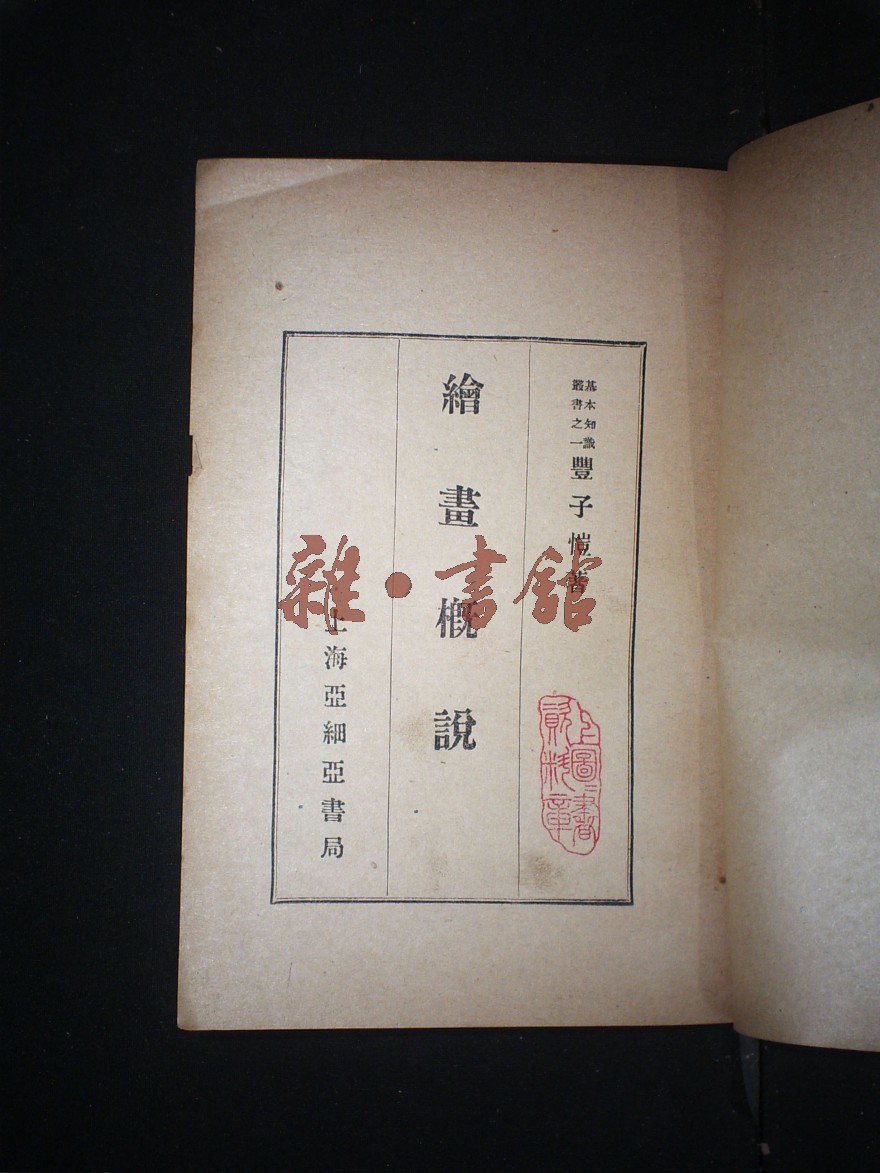 基本知識
叢書之一
豐子愷著
繪畫概說
上海亞細亞書局
雜·書館